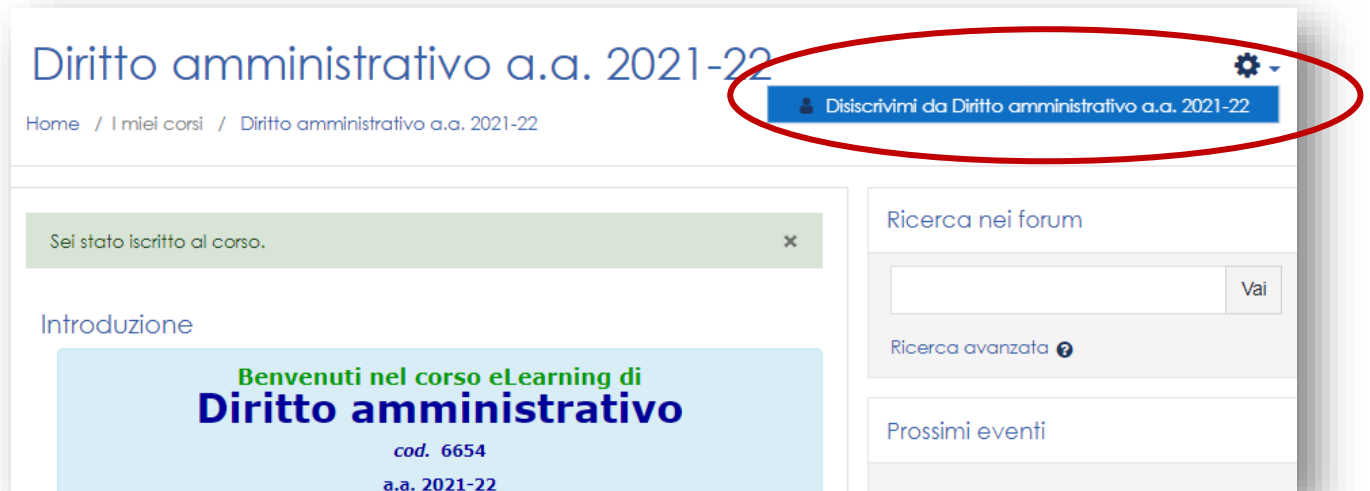 Diritto amministrativo a.a. 2021-22
Disiscrivimi da Diritto amministrativo a.a. 2021-22
Home / I miei corsi / Diritto amministrativo a.a. 2021-22
Sei stato iscritto al corso. ×
Introduzione
Benvenuti nel corso eLearning di
Diritto amministrativo
cod. 6654
a.a. 2021-22
Ricerca nei forum
Vai
Ricerca avanzata ?
Prossimi eventi